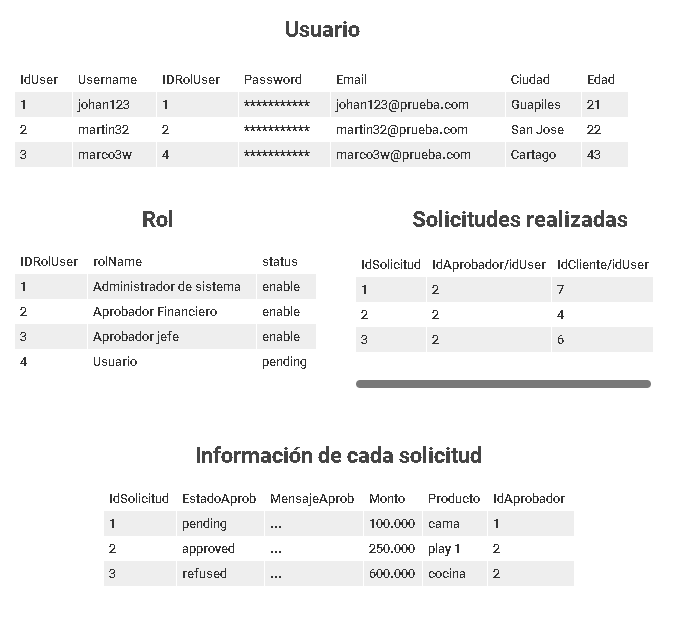 Usuario
IdUser Username IDRolUser Password Email Ciudad Edad
1 johan123 1 *********** johan123@prueba.com Guapiles 21
2 martin32 2 *********** martin32@prueba.com San Jose 22
3 marco3w 4 *********** marco3w@prueba.com Cartago 43
Rol
IDRolUser rolName status
1 Administrador de sistema enable
2 Aprobador Financiero enable
3 Aprobador jefe enable
4 Usuario pending
Solicitudes realizadas
IdSolicitud IdAprobador/idUser IdCliente/idUser
1 2 7
2 2 4
3 2 6
Información de cada solicitud
IdSolicitud EstadoAprob MensajeAprob Monto Producto IdAprobador
1 pending ... 100.000 cama 1
2 approved ... 250.000 play 1 2
3 refused ... 600.000 cocina 2